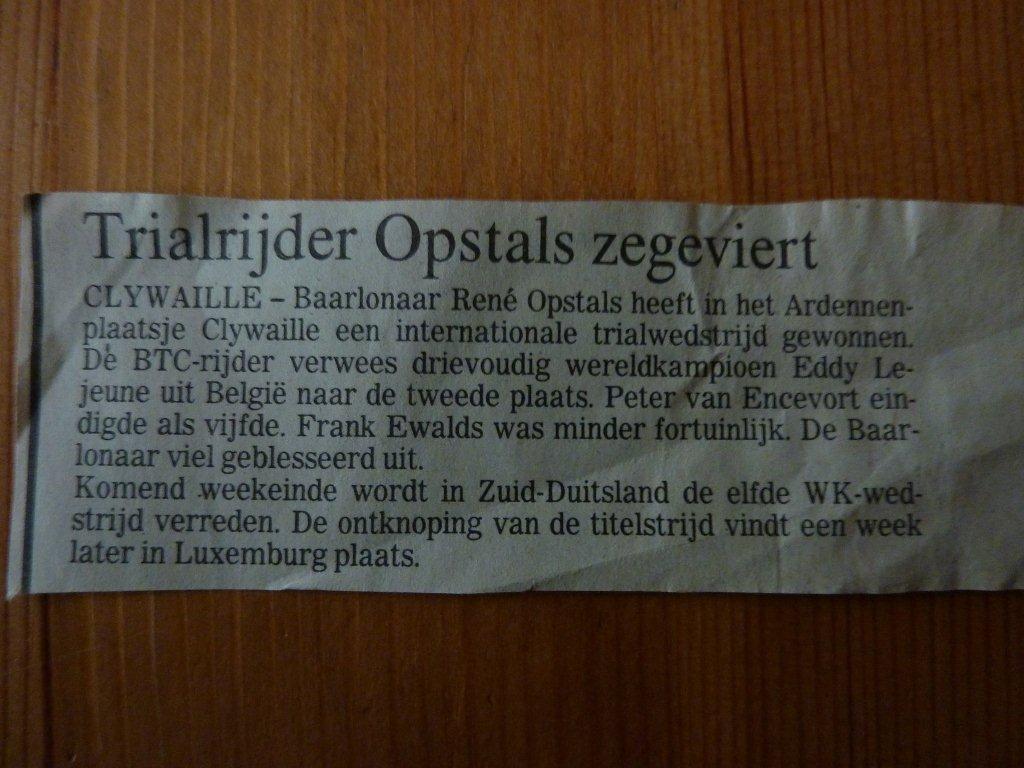 Trialrijder Opstals zegeviert
CLYWAILLE – Baarlonaar René Opstals heeft in het Ardennen-
plaatsje Clywaille een internationale trialwedstrijd gewonnen.
De BTC-rijder verwees drievoudig wereldkampioen Eddy Le-
jeune uit België naar de tweede plaats. Peter van Encevort ein-
digde als vijfde. Frank Ewalds was minder fortuinlijk. De Baar-
lonaar viel geblesseerd uit.
Komend weekeinde wordt in Zuid-Duitsland de elfde WK-wed-
strijd verreden. De ontknoping van de titelstrijd vindt een week
later in Luxemburg plaats.